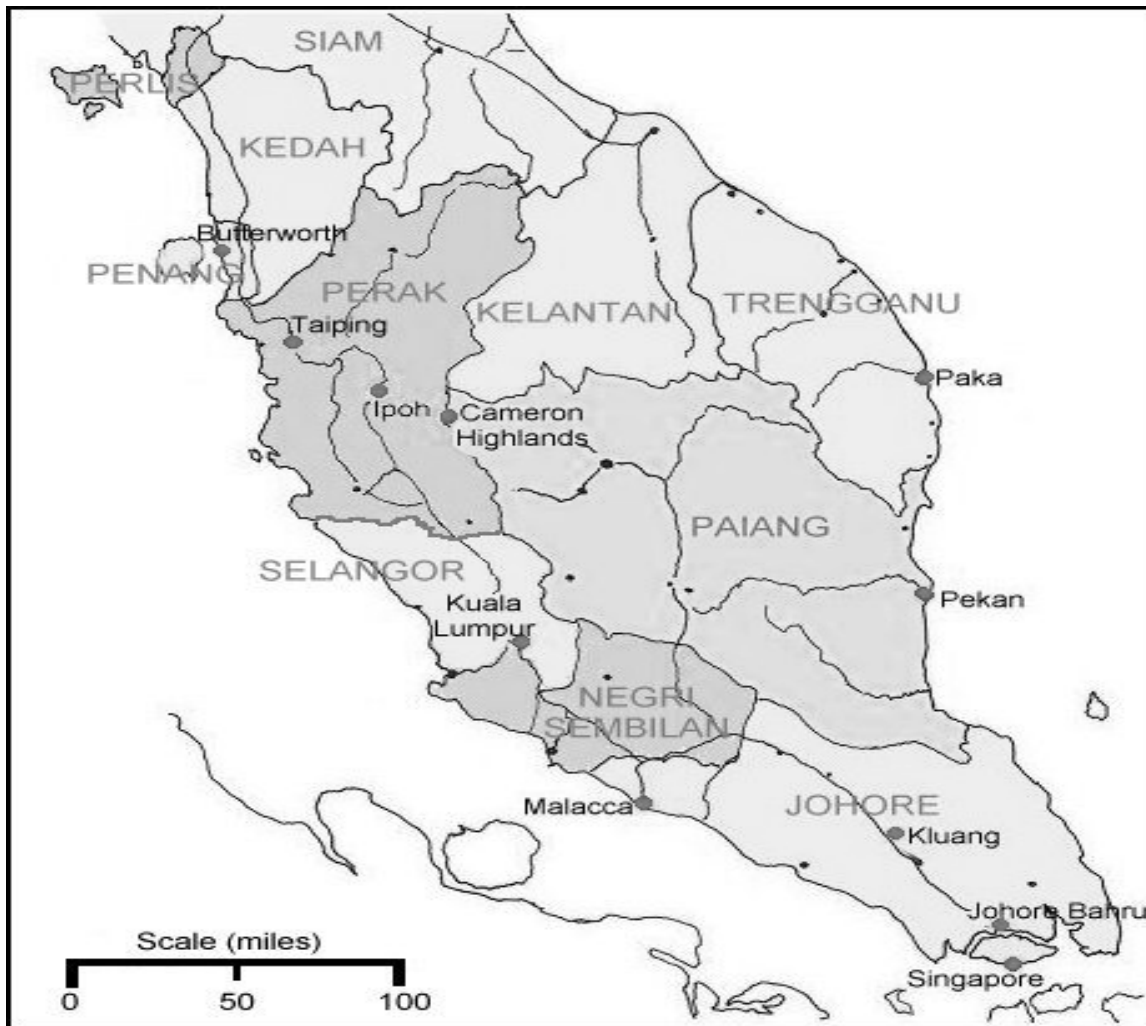 SIAM
PERLIS
KEDAH
Butterworth
PENANG
PERAK
KELANTAN
TRENGGANU
Taiping
Paka
Ipoh
Cameron
Highlands
PAIANG
SELANGOR
Kuala
Lumpur
Pekan
NEGRI
SEMBILAN
Malacca
JOHORE
Kluang
Johore Bahru
Singapore
Scale (miles)
0 50 100